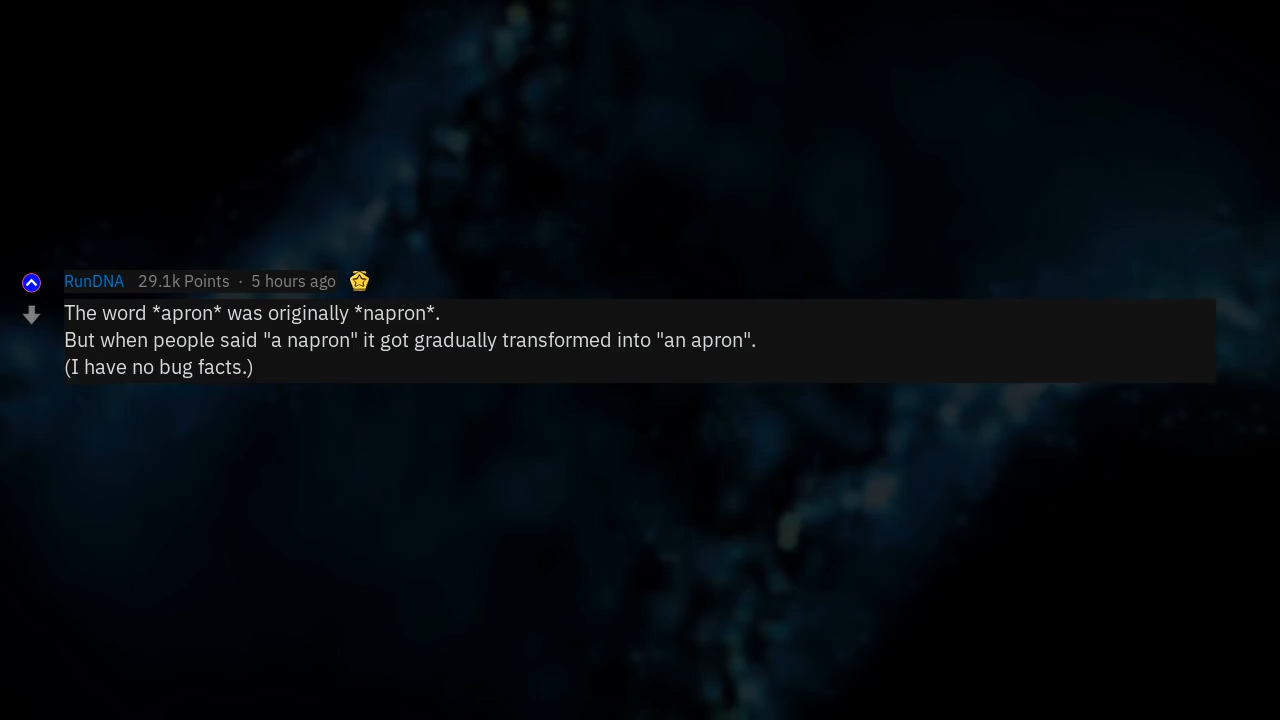 RunDNA 29.1k Points · 5 hours ago
The word *apron* was originally *napron*.
But when people said "a napron" it got gradually transformed into "an apron".
(I have no bug facts.)